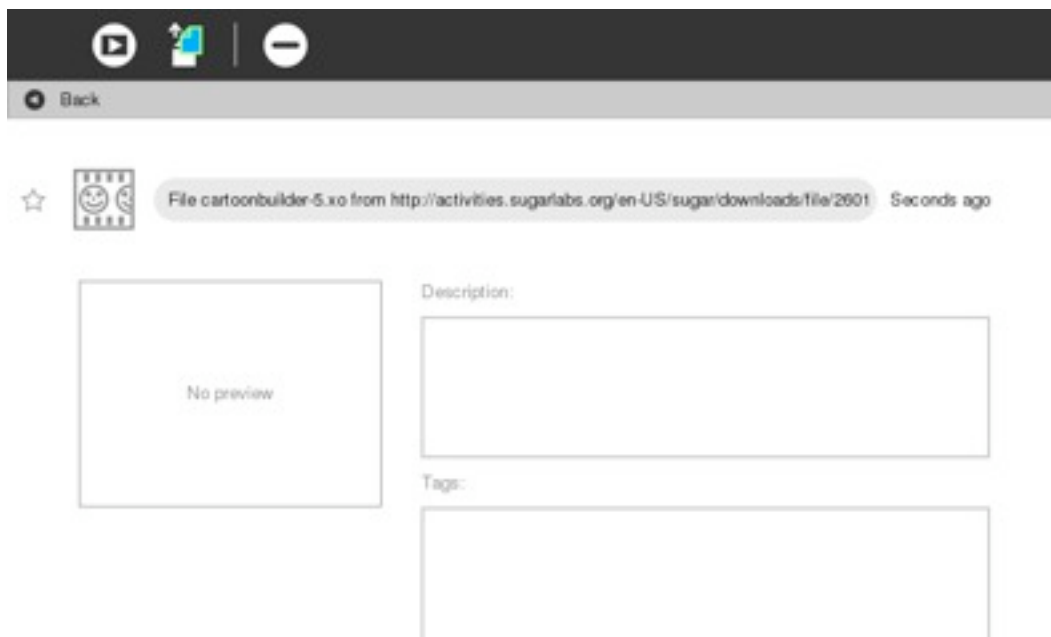 Back
File cartoonbuilder-5.xo from http://activities.sugarlabs.org/en-US/sugar/downloads/file/2601 Seconds ago
Description:
No preview
Tags: